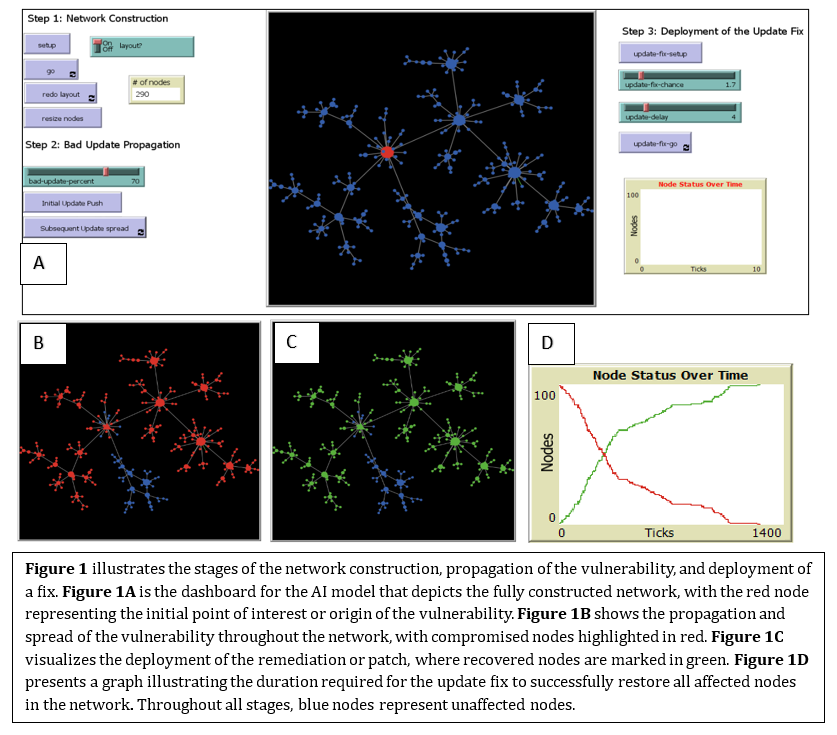 Step 1: Network Construction
setup
On
Off
layout?
go
redo layout
# of nodes
290
resize nodes
Step 2: Bad Update Propagation
bad-update-percent 70
Initial Update Push
Subsequent Update spread
A
Step 3: Deployment of the Update Fix
update-fix-setup
update-fix-chance 1.7
update-delay 4
update-fix-go
Node Status Over Time
100
Nodes
0
0 Ticks 10
B
C
D
Node Status Over Time
100
Nodes
0
0 Ticks 1400
Figure 1 illustrates the stages of the network construction, propagation of the vulnerability, and deployment of
a fix. Figure 1A is the dashboard for the AI model that depicts the fully constructed network, with the red node
representing the initial point of interest or origin of the vulnerability. Figure 1B shows the propagation and
spread of the vulnerability throughout the network, with compromised nodes highlighted in red. Figure 1C
visualizes the deployment of the remediation or patch, where recovered nodes are marked in green. Figure 1D
presents a graph illustrating the duration required for the update fix to successfully restore all affected nodes
in the network. Throughout all stages, blue nodes represent unaffected nodes.